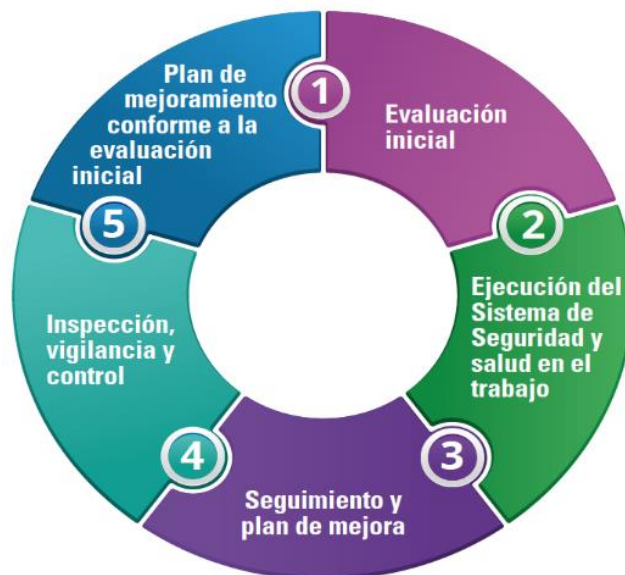 1
Evaluación
inicial
2
Ejecución del
Sistema de
Seguridad y
salud en el
trabajo
3
Seguimiento y
plan de mejora
4
Inspección,
vigilancia y
control
5
Plan de
mejoramiento
conforme a la
evaluación
inicial